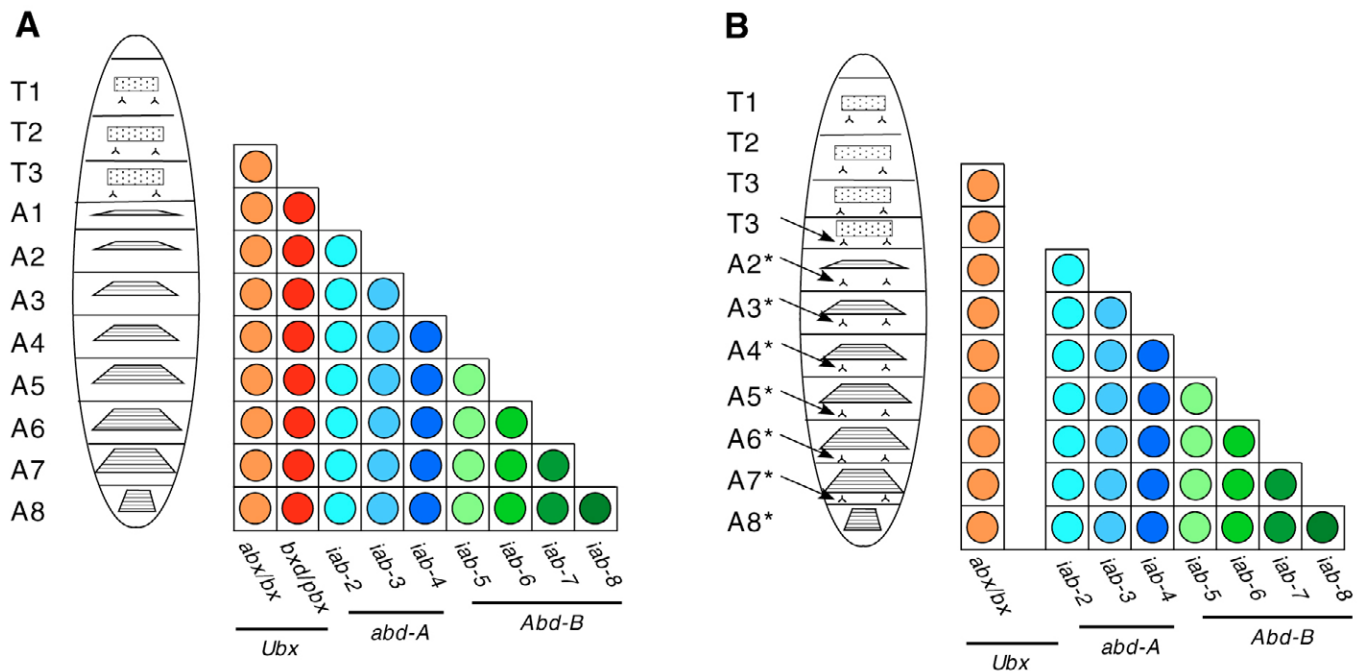 A
T1
T2
T3
A1
A2
A3
A4
A5
A6
A7
A8
abx/bx
bxd/pbx
iab-2
iab-3
iab-4
iab-5
iab-6
iab-7
iab-8
Ubx
abd-A
Abd-B
B
T1
T2
T3
T3
A2*
A3*
A4*
A5*
A6*
A7*
A8*
abx/bx
iab-2
iab-3
iab-4
iab-5
iab-6
iab-7
iab-8
Ubx
abd-A
Abd-B